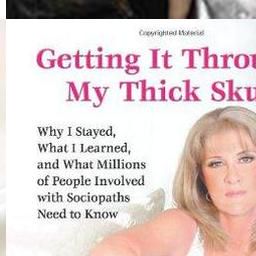 Copyrighted Material
Getting It Throu
My Thick Sku
Why I Stayed,
What I Learned,
and What Millions
of People Involved
with Sociopaths
Need to Know